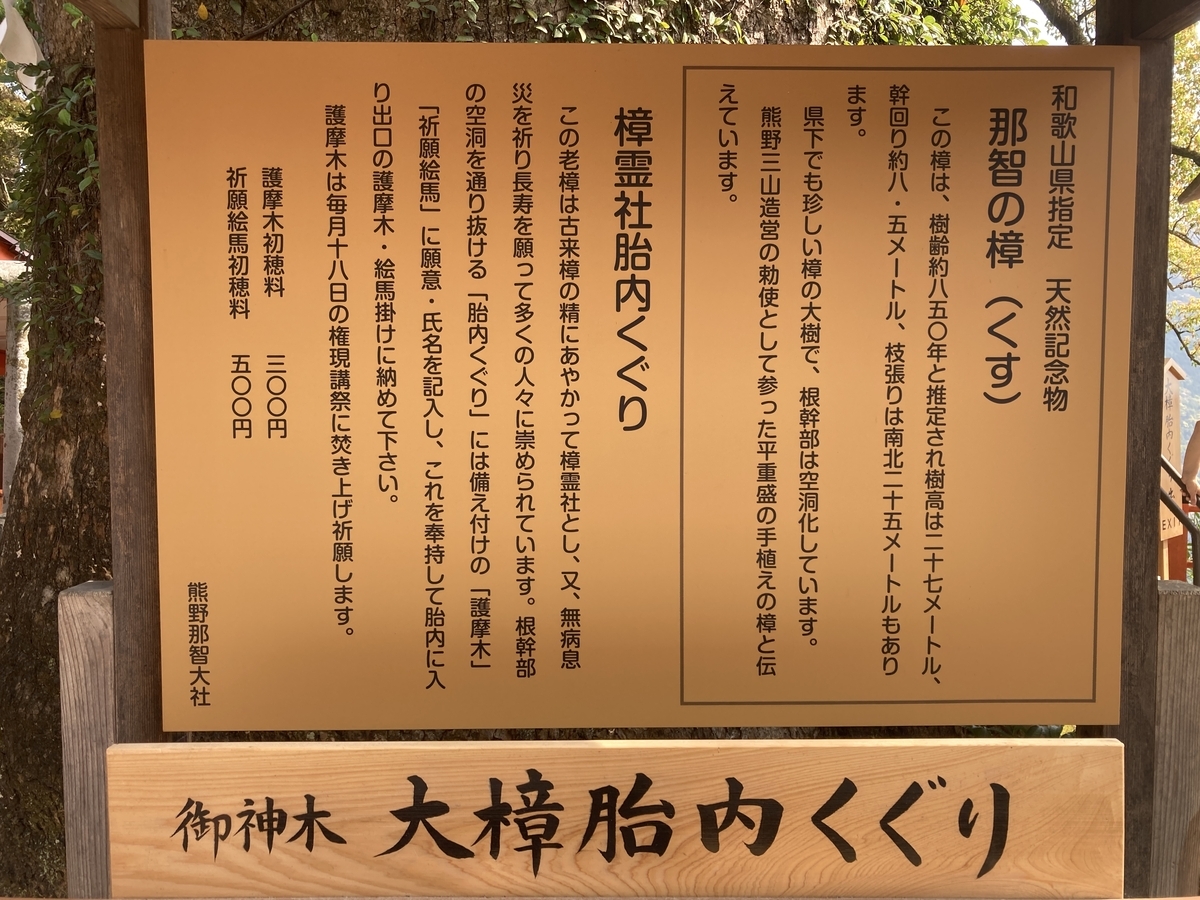 和歌山県指定　天然記念物
那智の樟（くす）
この樟は、樹齢約八五〇年と推定され樹高は二十七メートル、
幹回り約八・五メートル、枝張りは南北二十五メートルもあり
ます。
県下でも珍しい樟の大樹で、根幹部は空洞化しています。
熊野三山造営の勅使として参った平重盛の手植えの樟と伝
えています。
樟霊社胎内くぐり
この老樟は古来樟の精にあやかって樟霊社とし、又、無病息
災を祈り長寿を願って多くの人々に崇められています。根幹部
の空洞を通り抜ける「胎内くぐり」には備え付けの「護摩木」
「祈願絵馬」に願意・氏名を記入し、これを奉持して胎内に入
り出口の護摩木・絵馬掛けに納めて下さい。
護摩木は毎月十八日の権現講祭に焚き上げ祈願します。
護摩木初穂料　三〇〇円
祈願絵馬初穂料　五〇〇円
熊野那智大社
御神木 大樟胎内くぐり
樟胎内く
EXIT